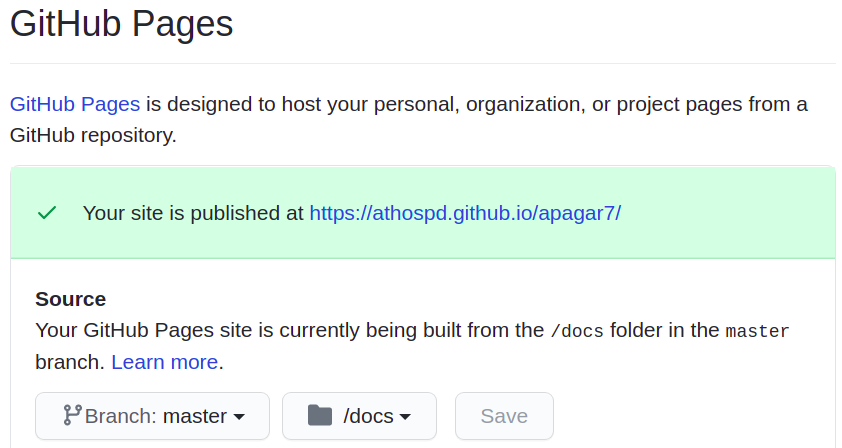 GitHub Pages
GitHub Pages is designed to host your personal, organization, or project pages from a
GitHub repository.
Your site is published at https://athospd.github.io/apagar7/
Source
Your GitHub Pages site is currently being built from the /docs folder in the master
branch. Learn more.
Branch: master /docs Save